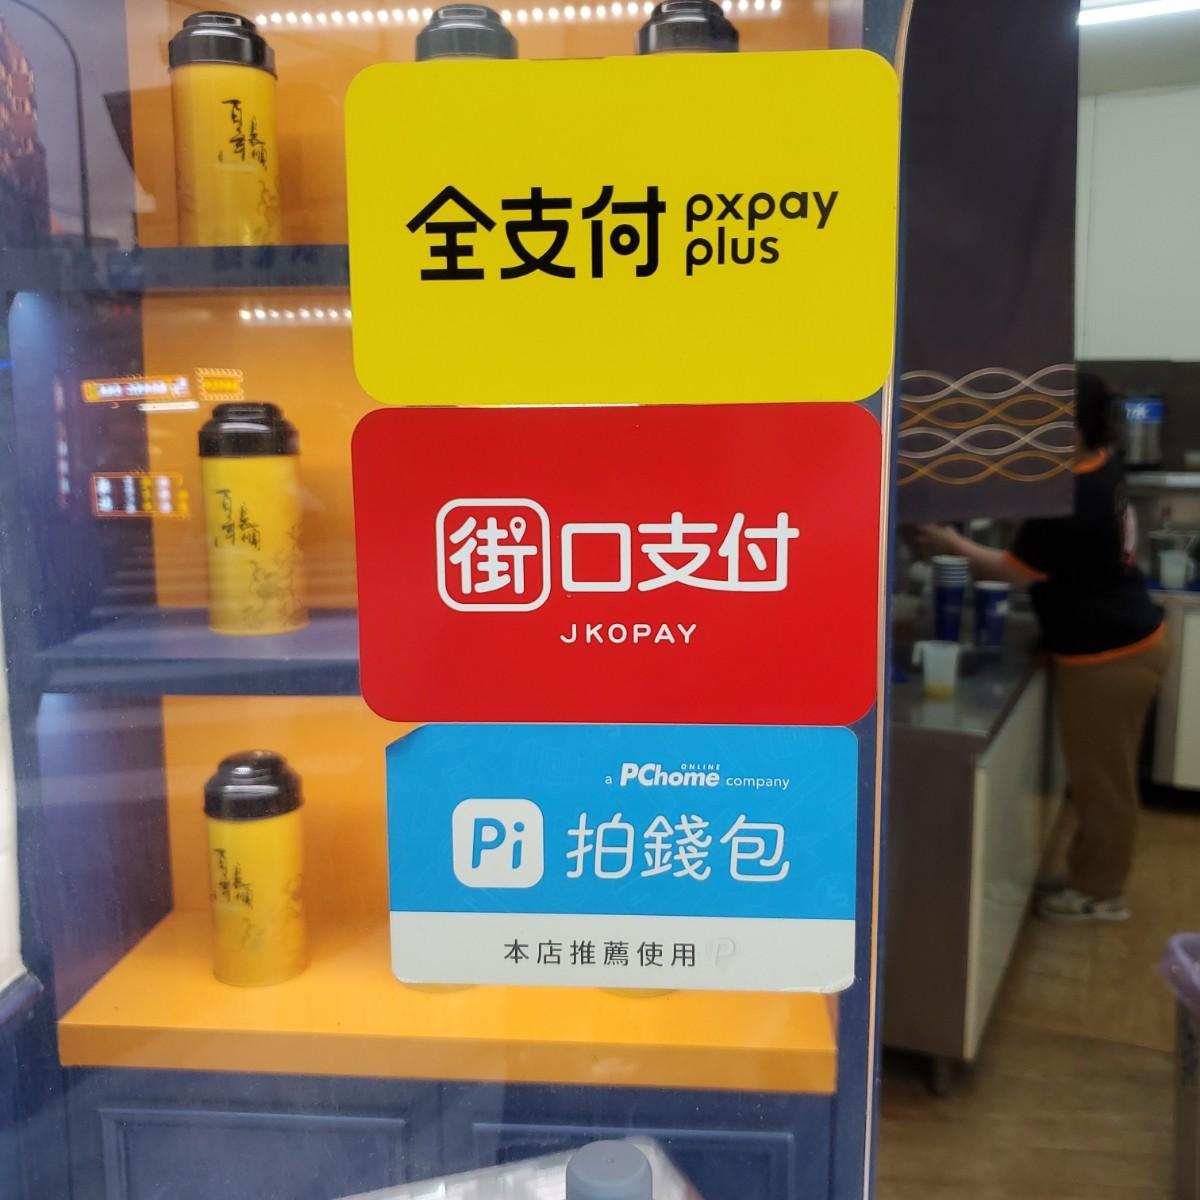 全支付 pxpay plus
街口支付
JKOPAY
a PChome ONLINE company
Pi 拍錢包
本店推薦使用 P